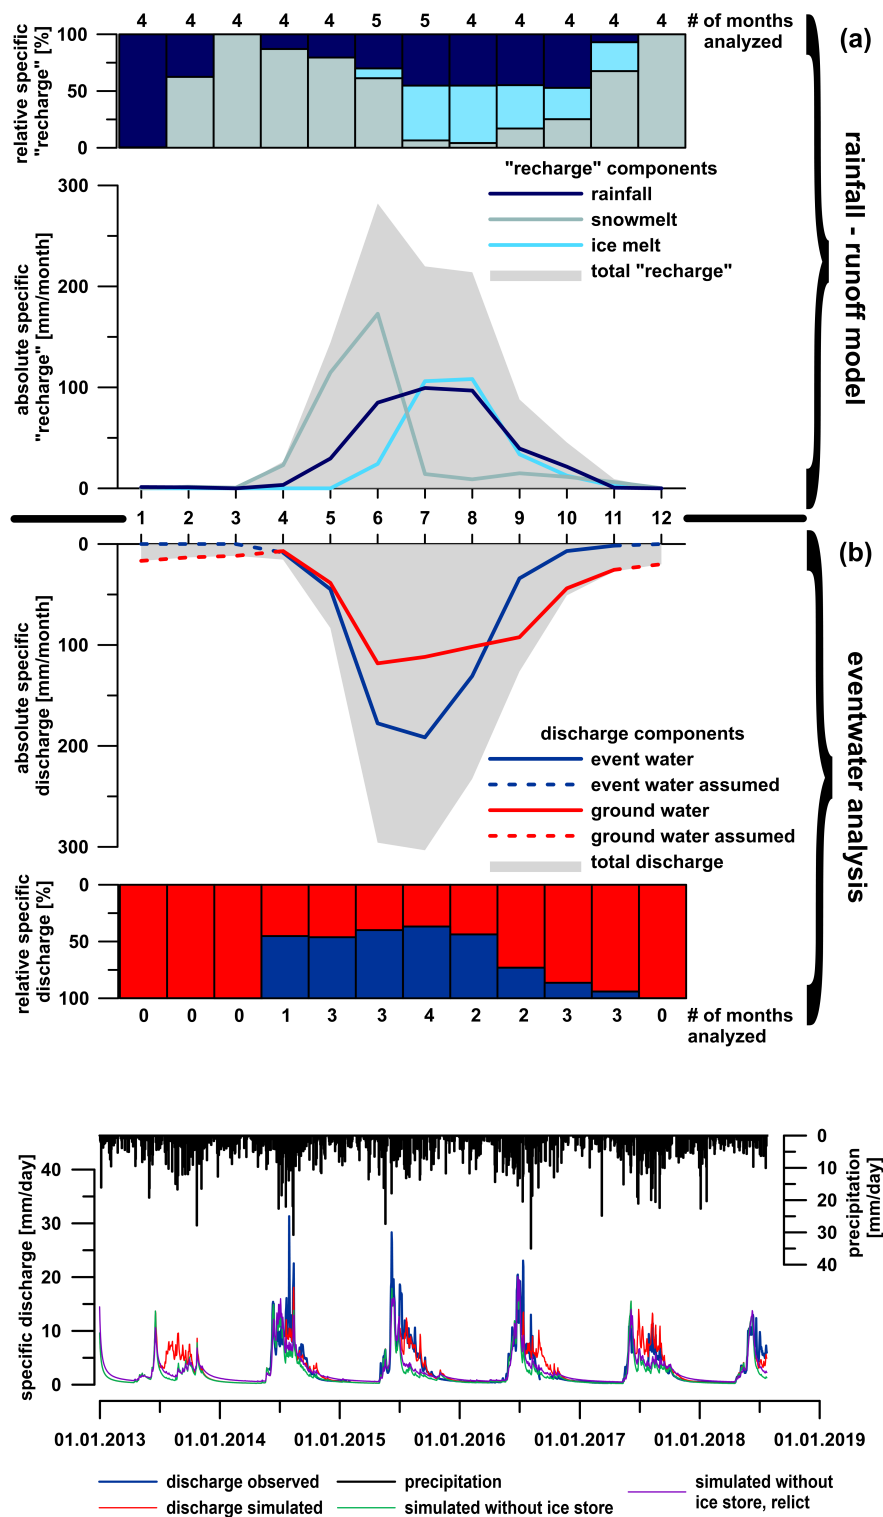 4 4 4 4 4 5 5 4 4 4 4 4 # of months
analyzed
(a)
relative specific
"recharge" [%]
100
50
0
"recharge" components
rainfall
snowmelt
ice melt
total "recharge"
absolute specific
"recharge" [mm/month]
300
200
100
0
rainfall - runoff model
1 2 3 4 5 6 7 8 9 10 11 12
(b)
absolute specific
discharge [mm/month]
0
100
200
300
discharge components
event water
event water assumed
ground water
ground water assumed
total discharge
eventwater analysis
relative specific
discharge [%]
0
50
100
0 0 0 1 3 3 4 2 2 3 3 0 # of months
analyzed
specific discharge [mm/day]
40
30
20
10
0
0
10
20
30
40
precipitation
[mm/day]
01.01.2013 01.01.2014 01.01.2015 01.01.2016 01.01.2017 01.01.2018 01.01.2019
discharge observed
discharge simulated
precipitation
simulated without ice store
simulated without
ice store, relict